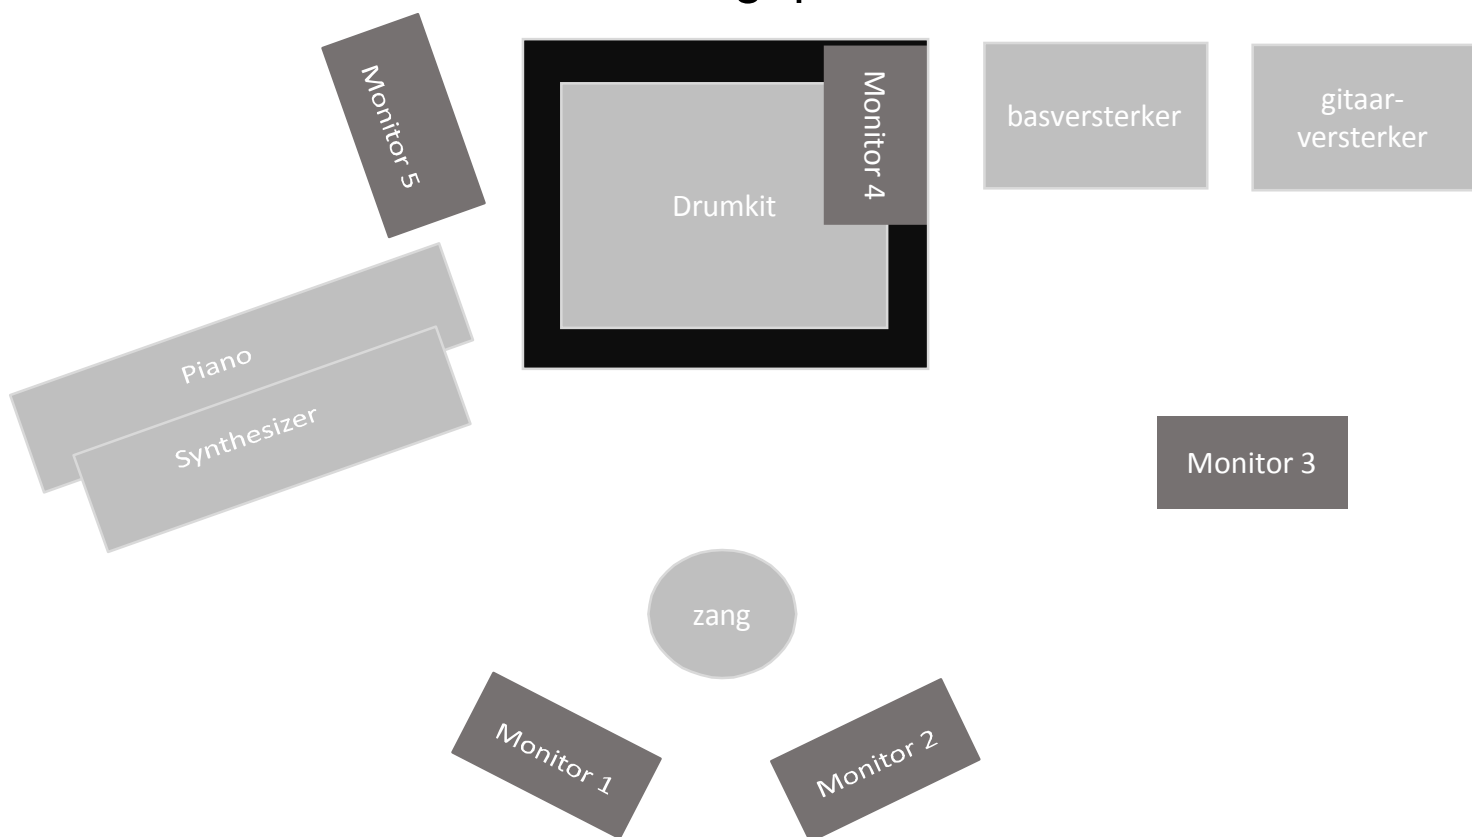 Monitor 5
Monitor 4
basversterker
gitaar-
versterker
Drumkit
Piano
Synthesizer
Monitor 3
zang
Monitor 1
Monitor 2